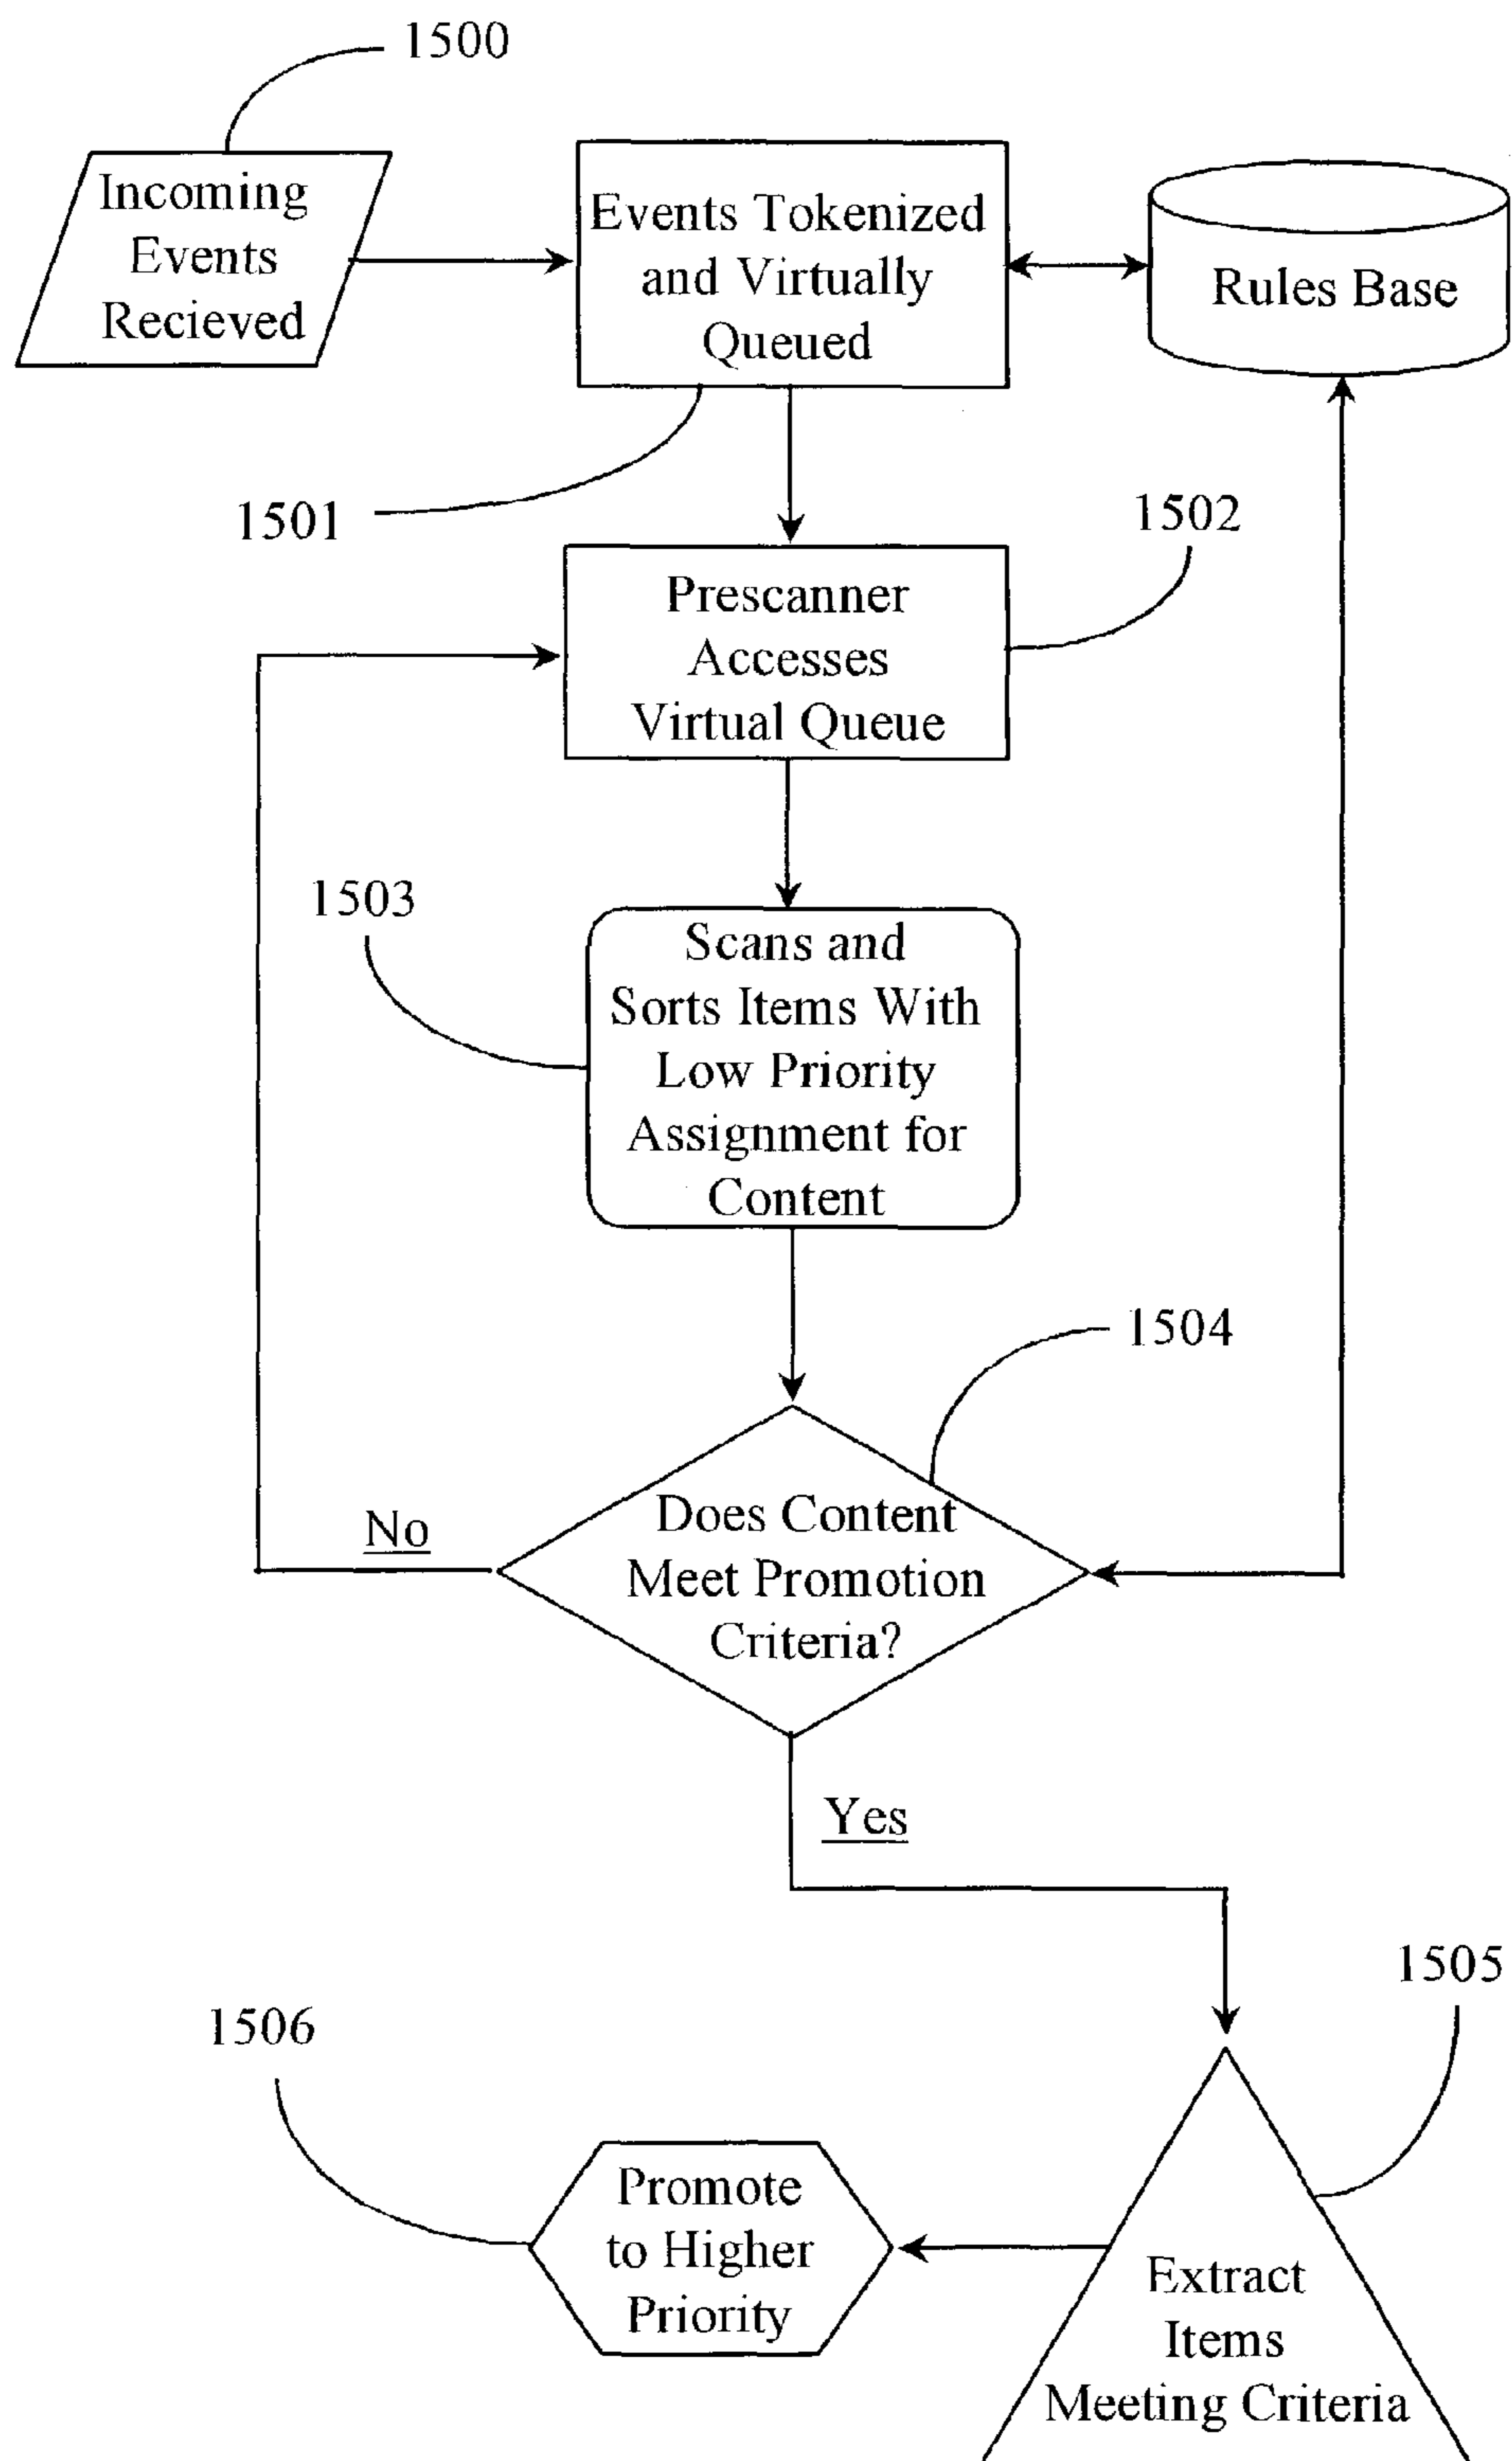 1500
Incoming
Events
Recieved
Events Tokenized
and Virtually
Queued
Rules Base
1501
1502
Prescanner
Accesses
Virtual Queue
1503
Scans and
Sorts Items With
Low Priority
Assignment for
Content
1504
Does Content
Meet Promotion
Criteria?
No
Yes
1505
1506
Promote
to Higher
Priority
Extract
Items
Meeting Criteria